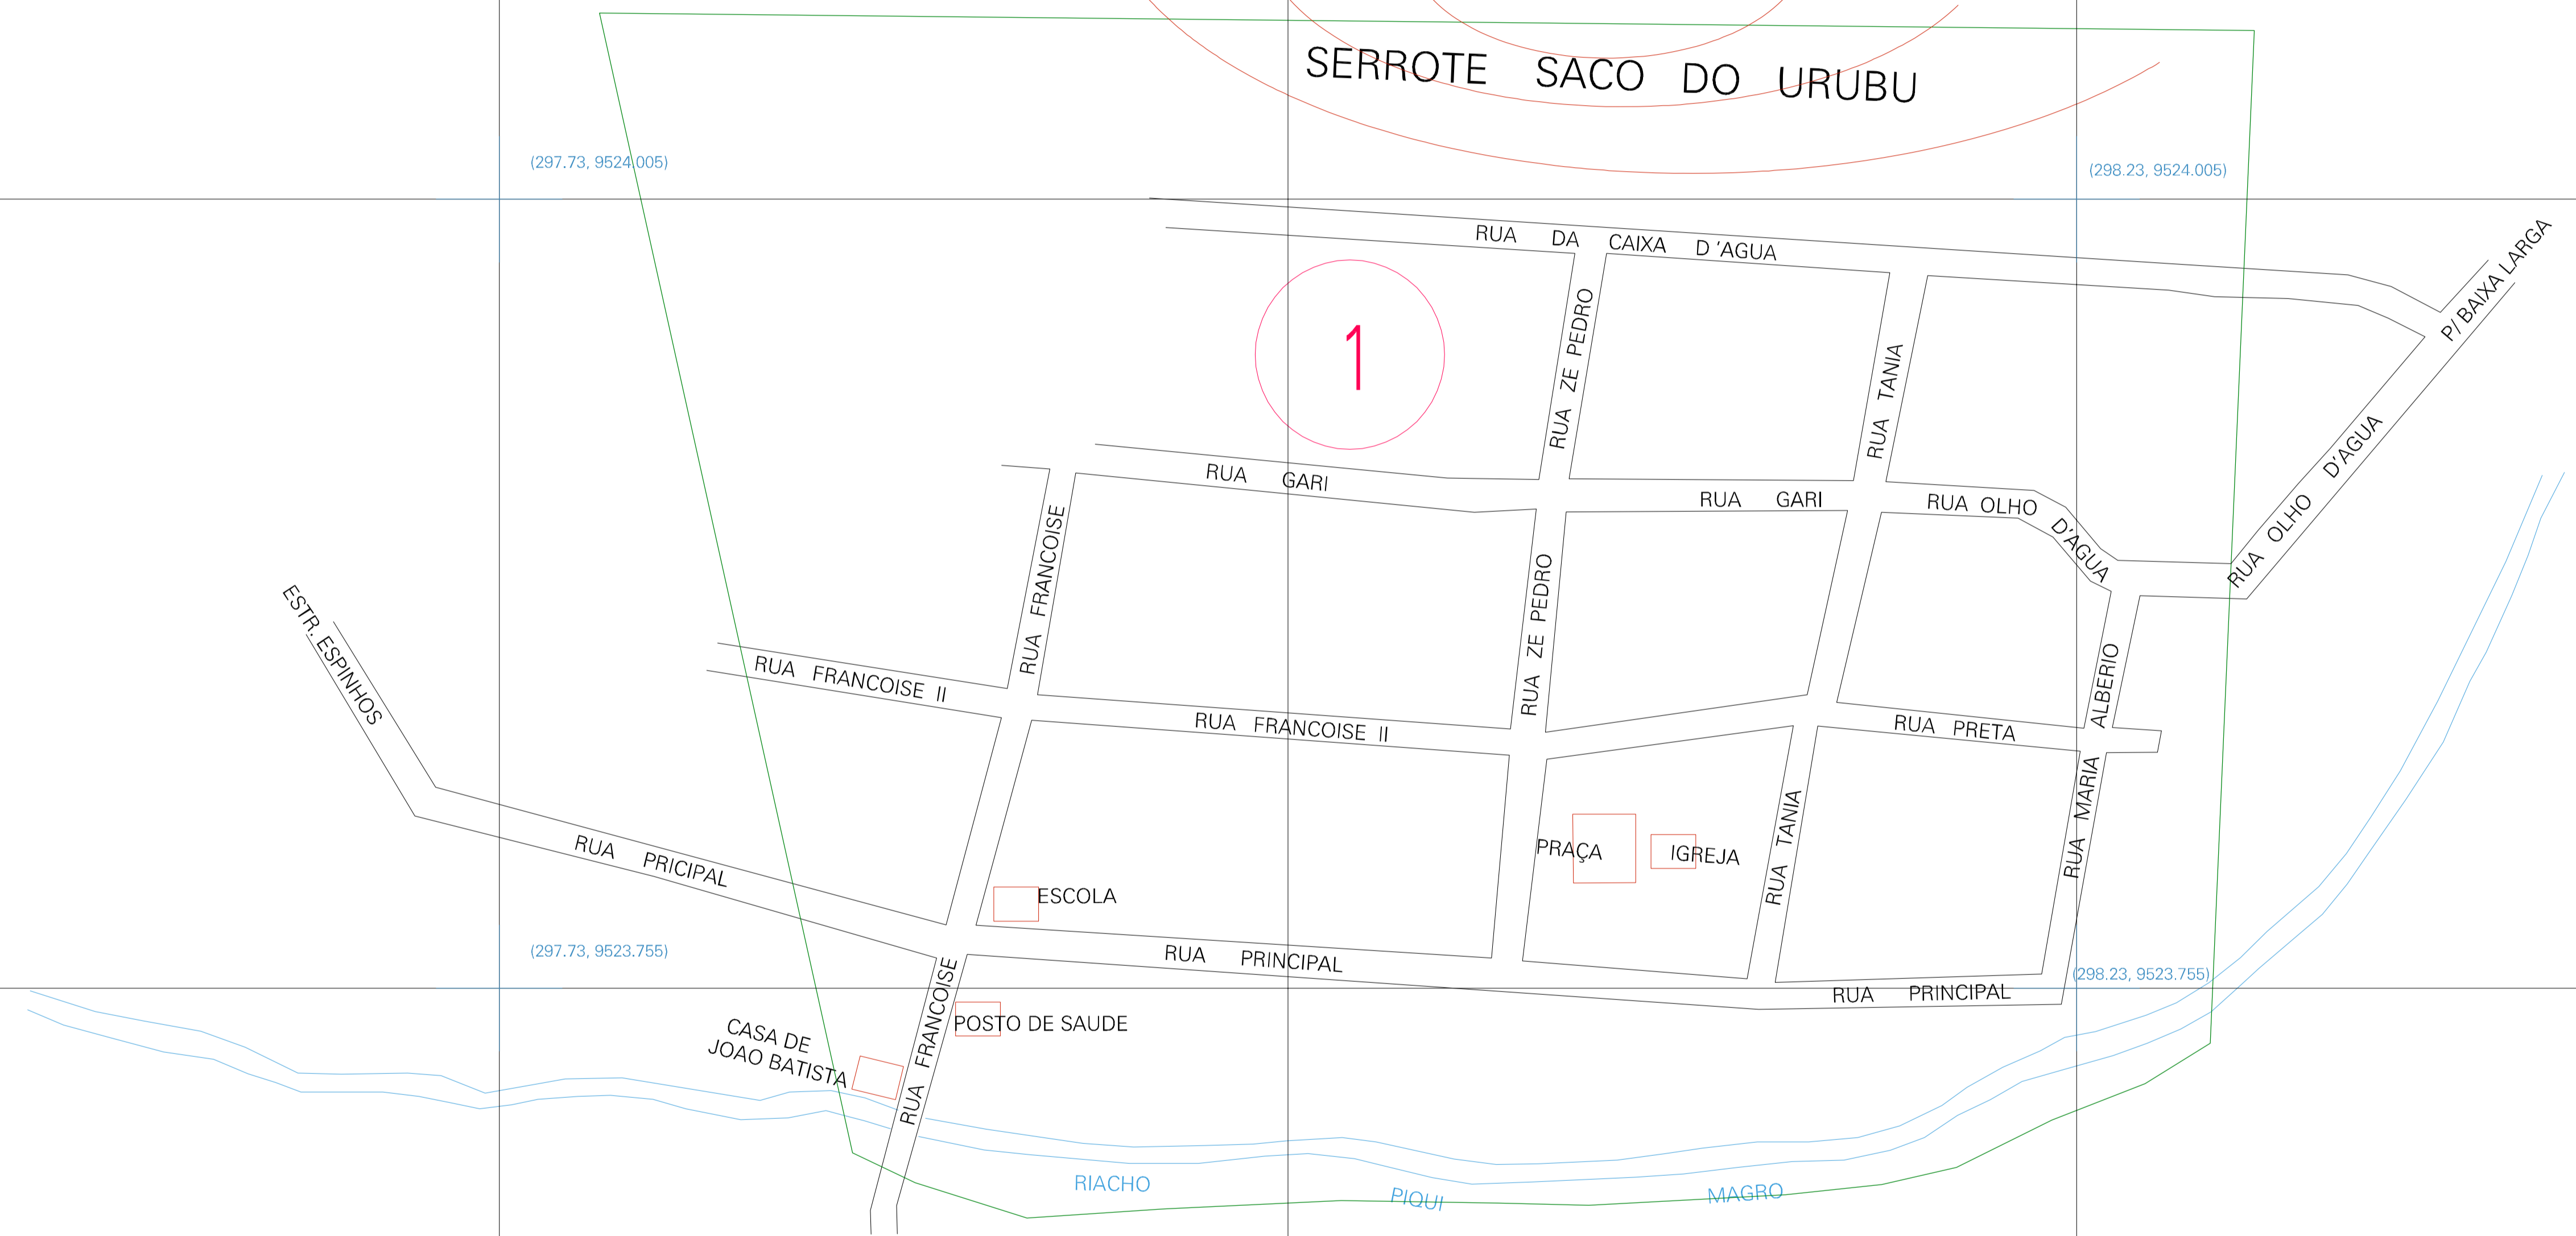 SERROTE SACO DO URUBU
(297.73, 9524.005)
(298.23, 9524.005)
RUA DA CAIXA D 'AGUA
P/ BAIXA LARGA
1
RUA ZE PEDRO
RUA TANIA
RUA GARI
RUA GARI
RUA OLHO D'AGUA
RUA OLHO D'AGUA
RUA FRANCOISE
RUA ZE PEDRO
ESTR. ESPINHOS
RUA FRANCOISE II
RUA FRANCOISE II
RUA PRETA
RUA MARIA ALBERIO
RUA TANIA
RUA PRICIPAL
PRAÇA
IGREJA
ESCOLA
(297.73, 9523.755)
RUA PRINCIPAL
(298.23, 9523.755)
RUA PRINCIPAL
RUA FRANCOISE
POSTO DE SAUDE
CASA DE
JOAO BATISTA
RIACHO PIQUI MAGRO